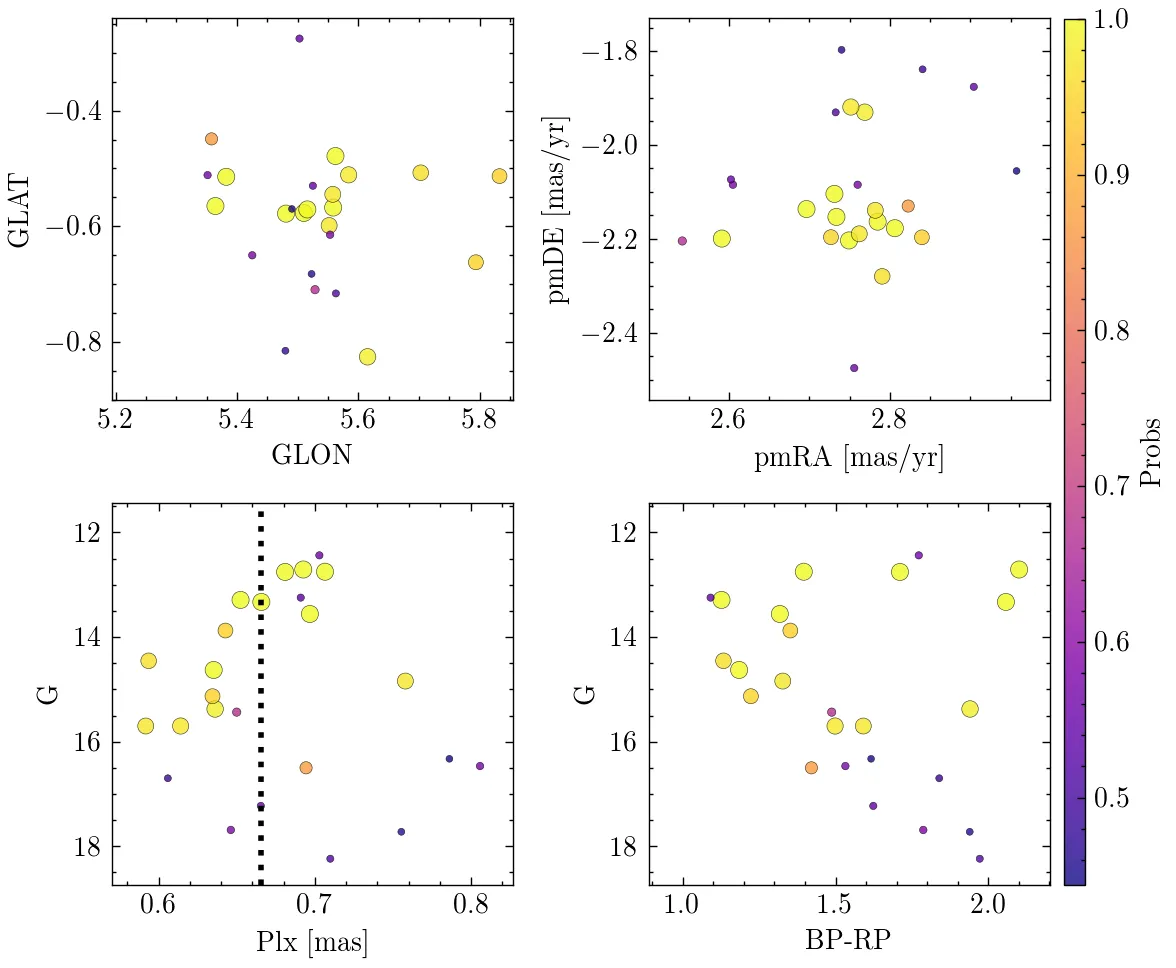 −0.4
−0.6
−0.8
GLAT
5.2 5.4 5.6 5.8
GLON
−1.8
−2.0
−2.2
−2.4
pmDE [mas/yr]
2.6 2.8
pmRA [mas/yr]
12
14
16
18
G
0.6 0.7 0.8
Plx [mas]
12
14
16
18
G
1.0 1.5 2.0
BP-RP
1.0
0.9
0.8
0.7
0.6
0.5
Probs